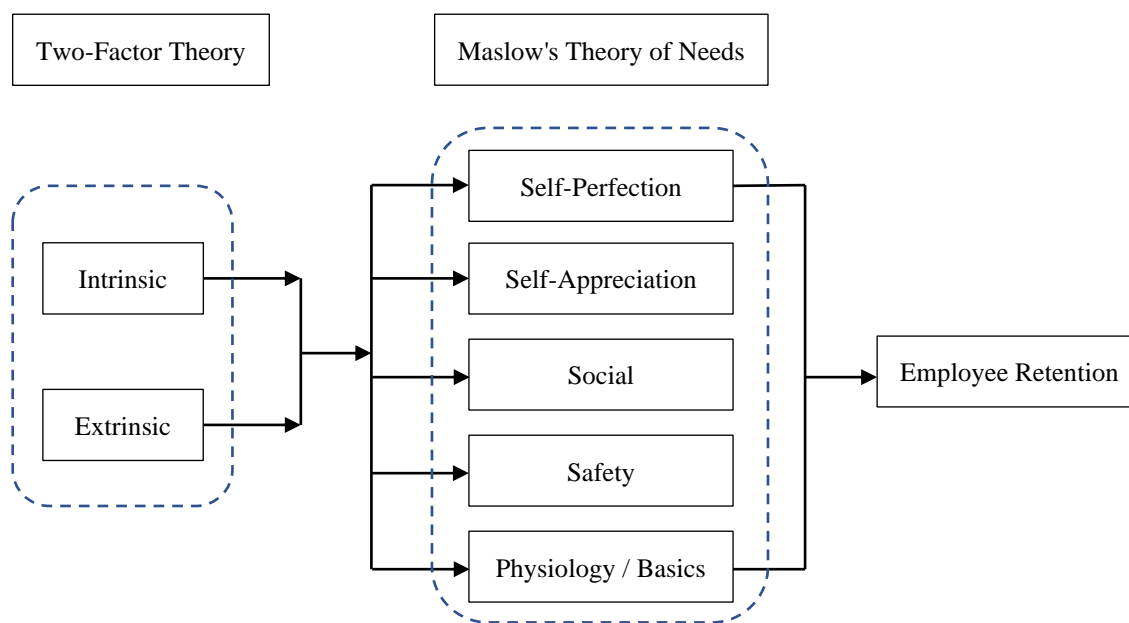 Two-Factor Theory
Maslow's Theory of Needs
Self-Perfection
Intrinsic
Self-Appreciation
Social
Employee Retention
Extrinsic
Safety
Physiology / Basics